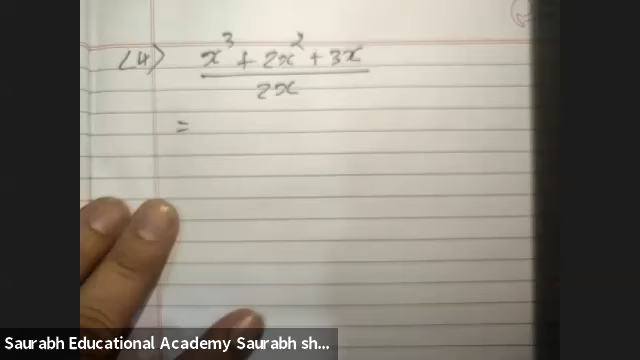 (4) x³ + 2x² + 3x
2x
=
Saurabh Educational Academy Saurabh sh...